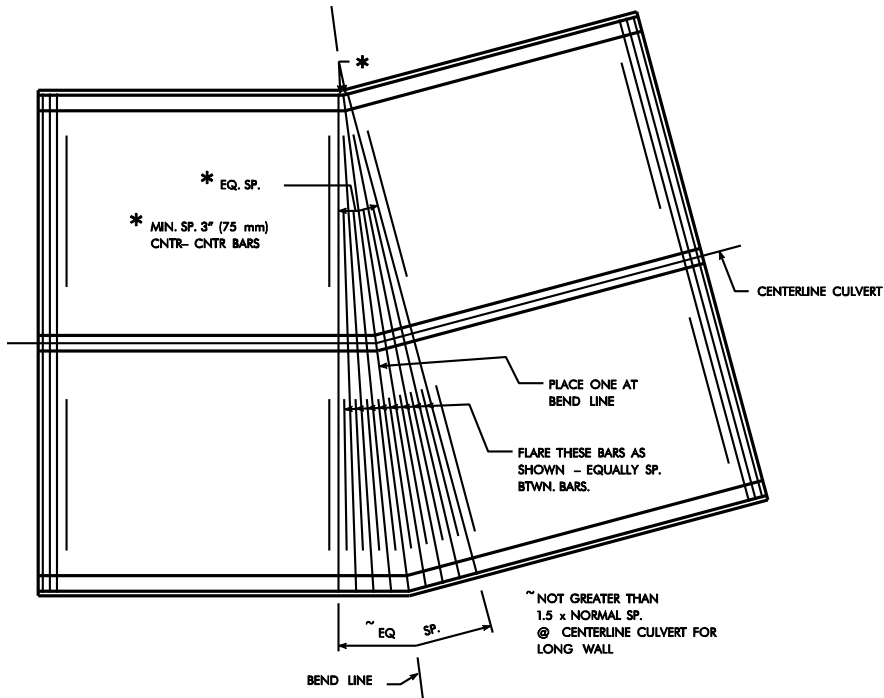 *
* EQ. SP.
* MIN. SP. 3" (75 mm)
CNTR– CNTR BARS
CENTERLINE CULVERT
PLACE ONE AT
BEND LINE
FLARE THESE BARS AS
SHOWN – EQUALLY SP.
BTWN. BARS.
~ NOT GREATER THAN
1.5 x NORMAL SP.
@ CENTERLINE CULVERT FOR
LONG WALL
~ EQ SP.
BEND LINE